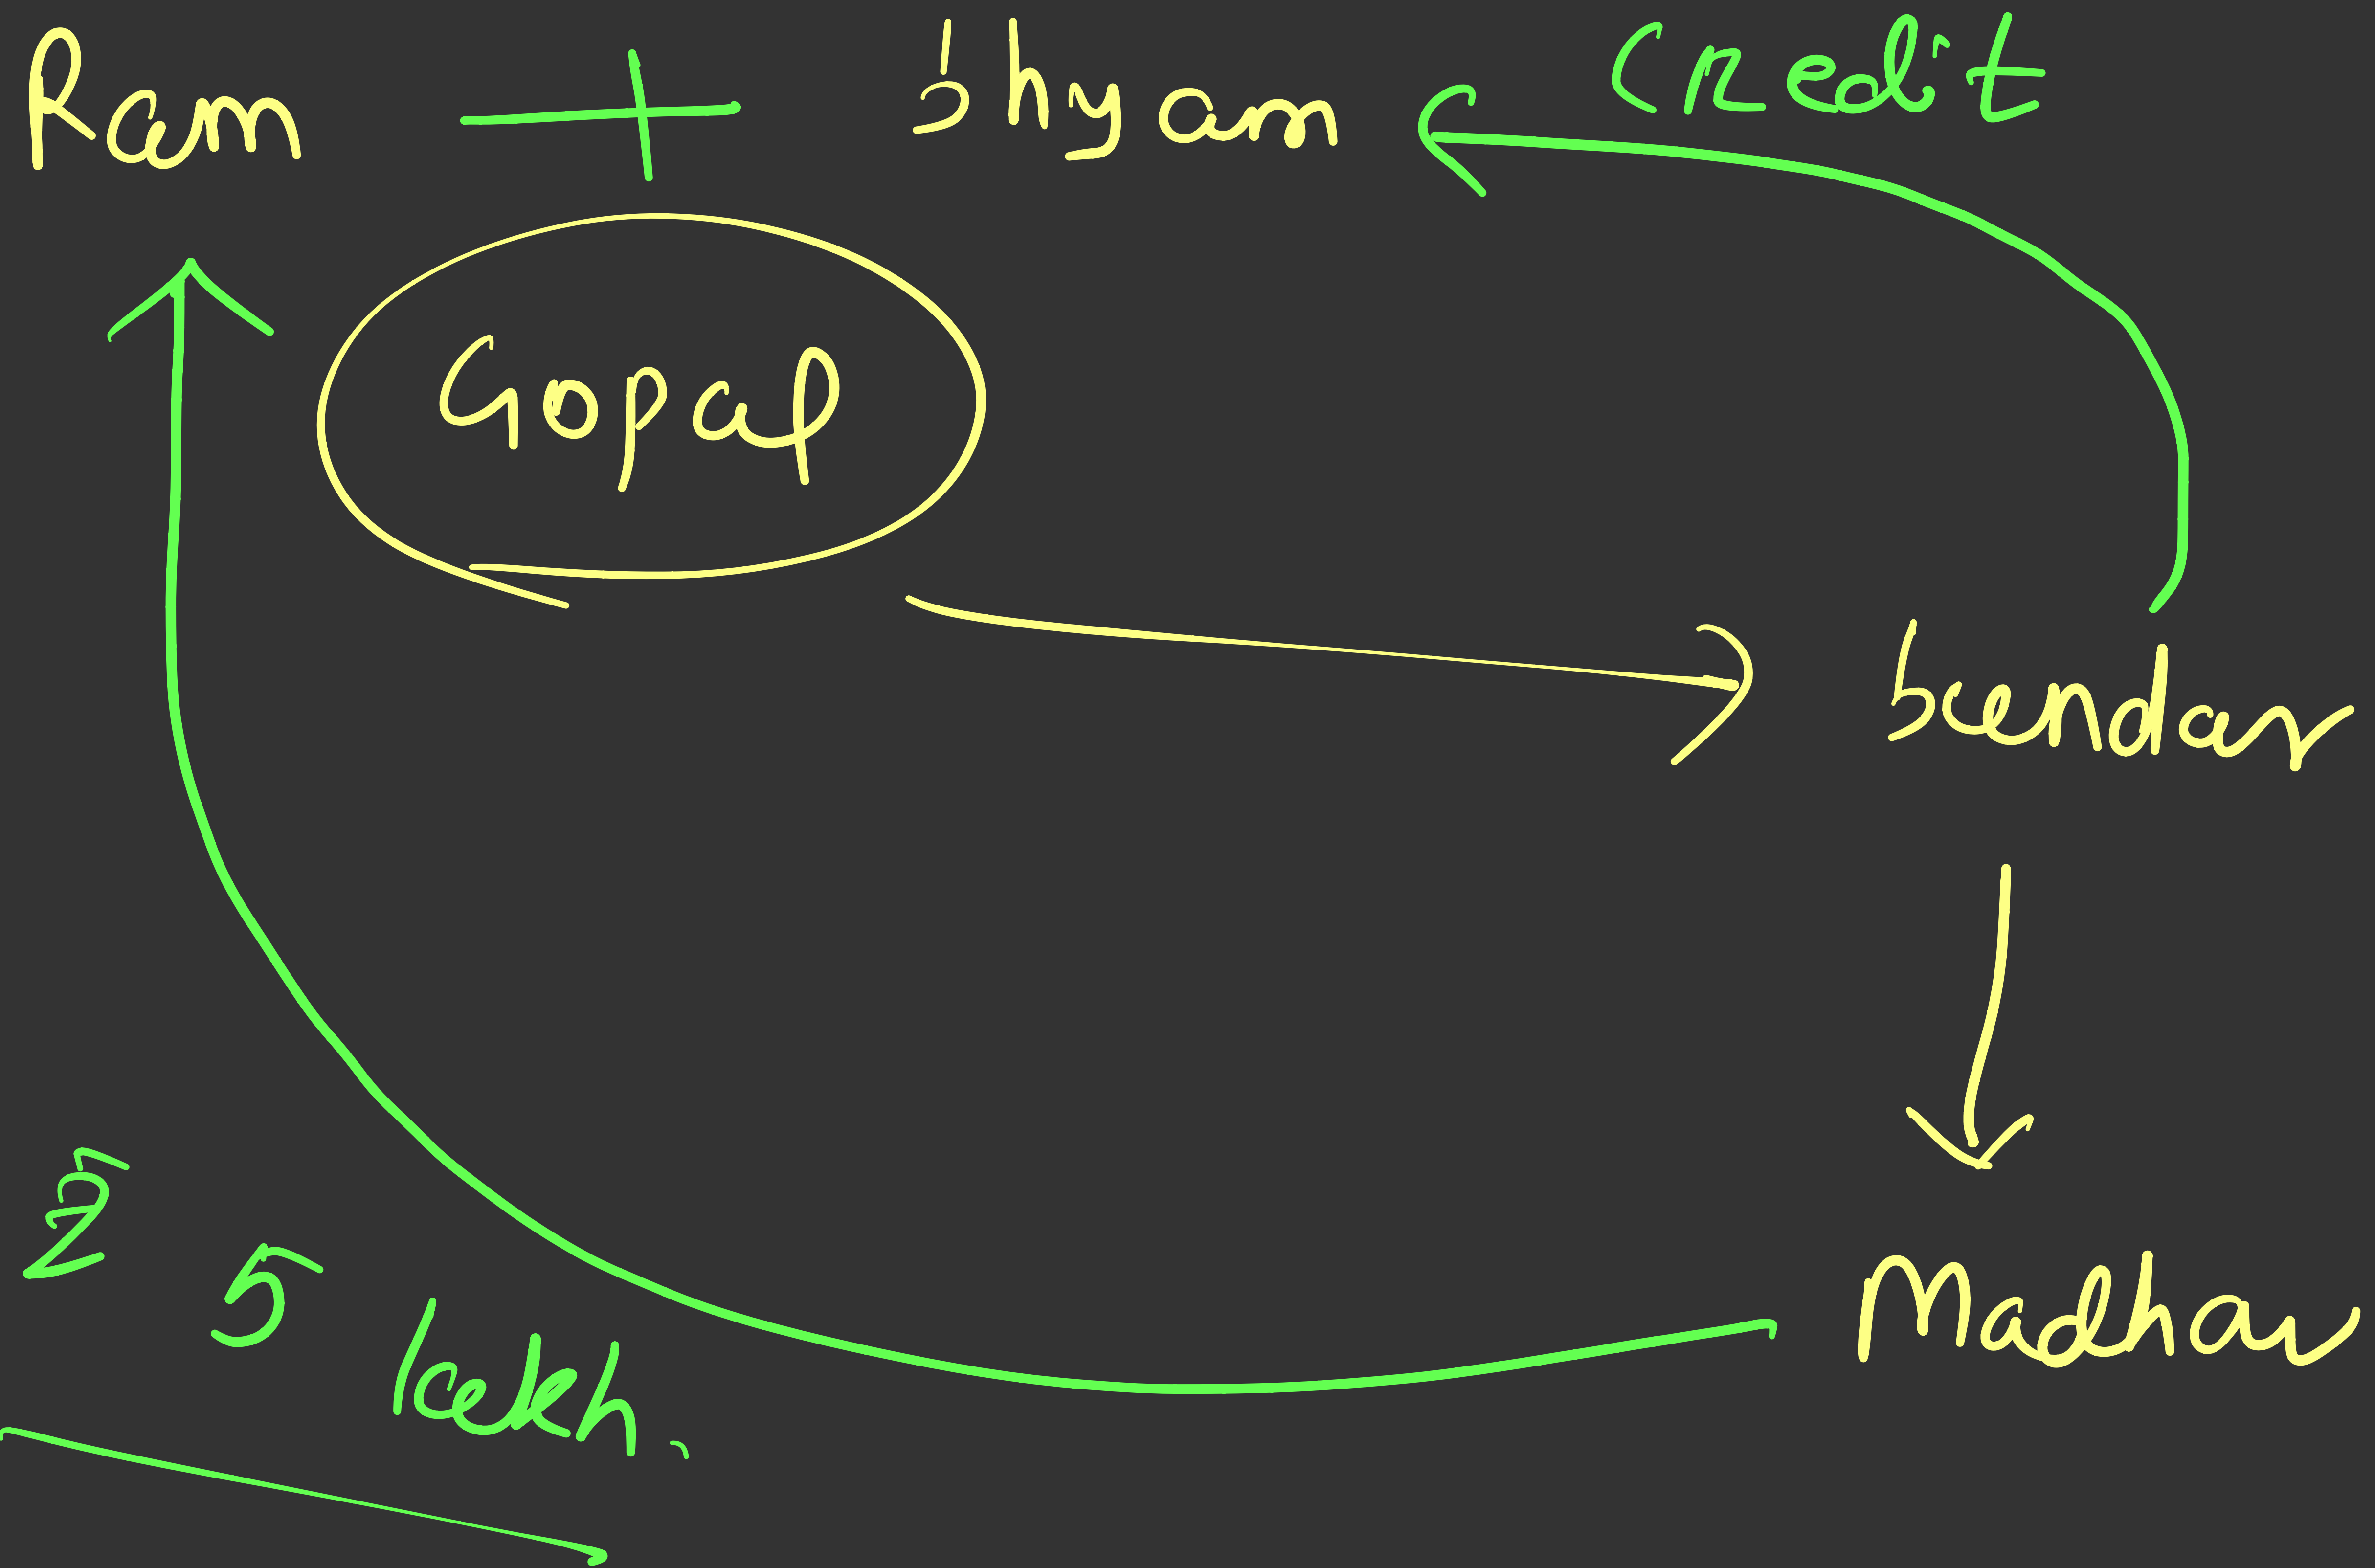 Ram + Shyam credit
Gopal
Sundar
Madhav
₹ 5 lakh.